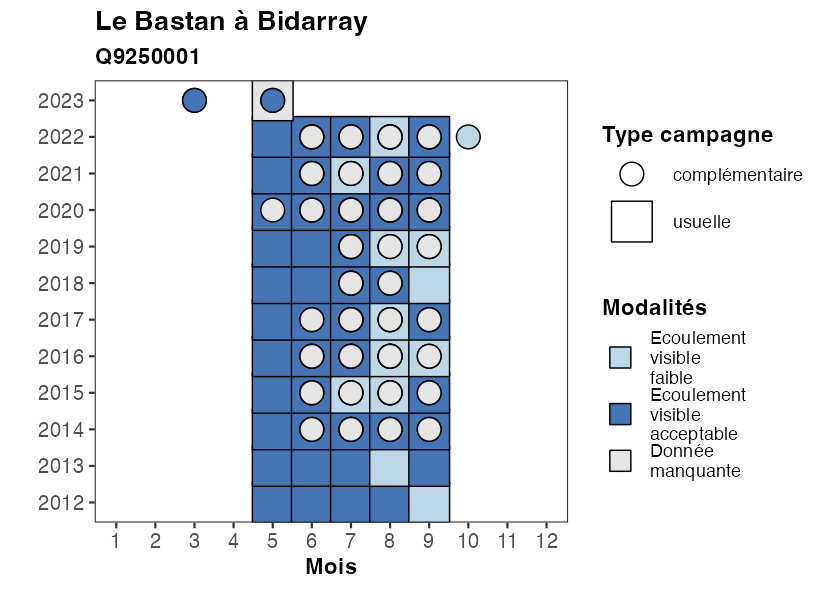 Le Bastan à Bidarray
Q9250001
2023
2022
2021
2020
2019
2018
2017
2016
2015
2014
2013
2012
1 2 3 4 5 6 7 8 9 10 11 12
Mois
Type campagne
complémentaire
usuelle
Modalités
Ecoulement
visible
faible
Ecoulement
visible
acceptable
Donnée
manquante